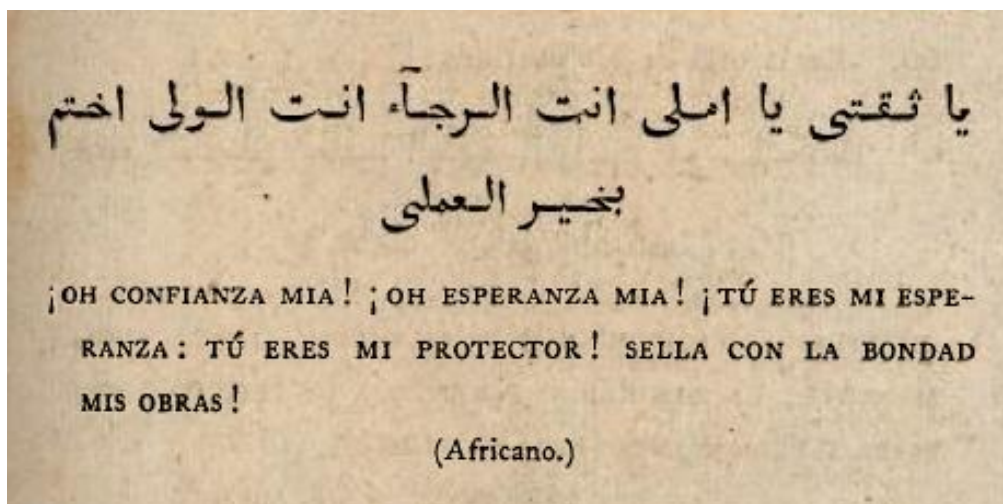 يا ثقتى يا املى انت الرجآء انت الولى اختم
بخير العملى
¡OH CONFIANZA MIA! ¡OH ESPERANZA MIA! ¡TÚ ERES MI ESPE-
RANZA: TÚ ERES MI PROTECTOR! SELLA CON LA BONDAD
MIS OBRAS!
(Africano.)